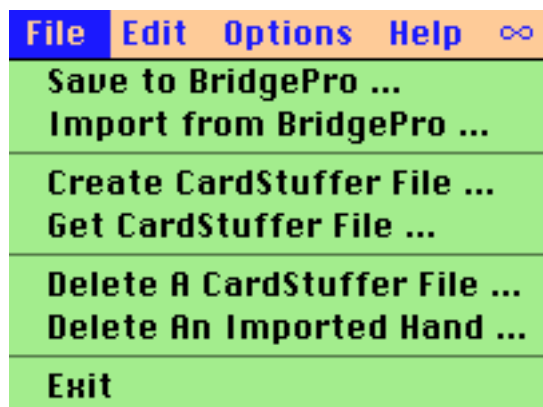 File Edit Options Help ∞
Save to BridgePro ...
Import from BridgePro ...
Create CardStuffer File ...
Get CardStuffer File ...
Delete A CardStuffer File ...
Delete An Imported Hand ...
Exit